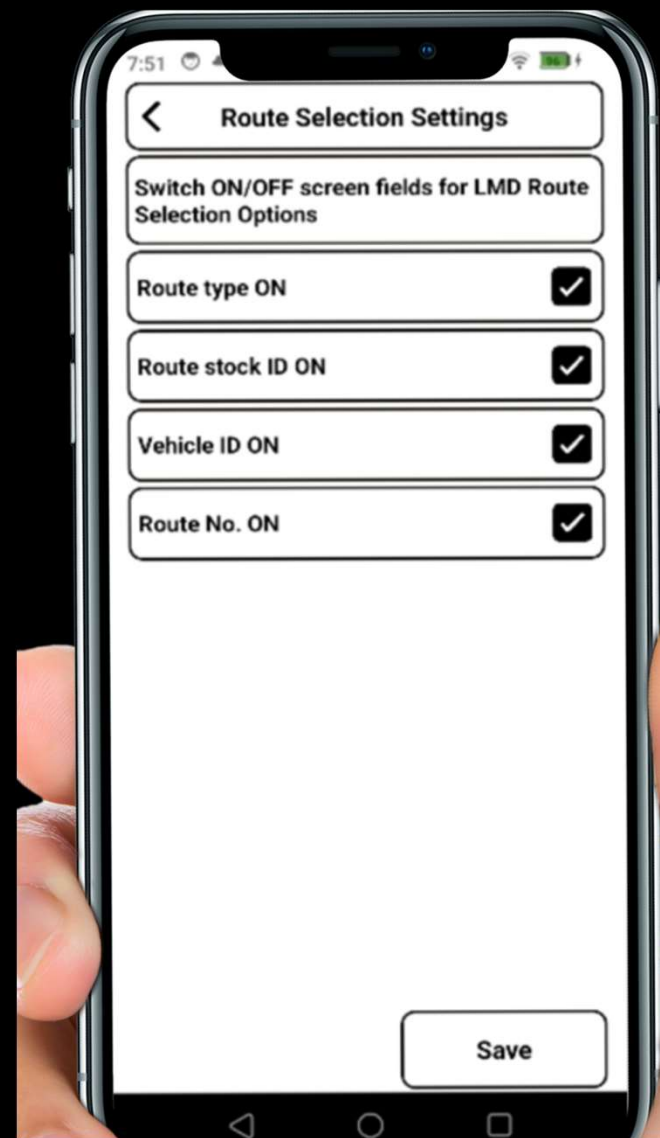 7:51
96
Route Selection Settings
Switch ON/OFF screen fields for LMD Route
Selection Options
Route type ON
Route stock ID ON
Vehicle ID ON
Route No. ON
Save